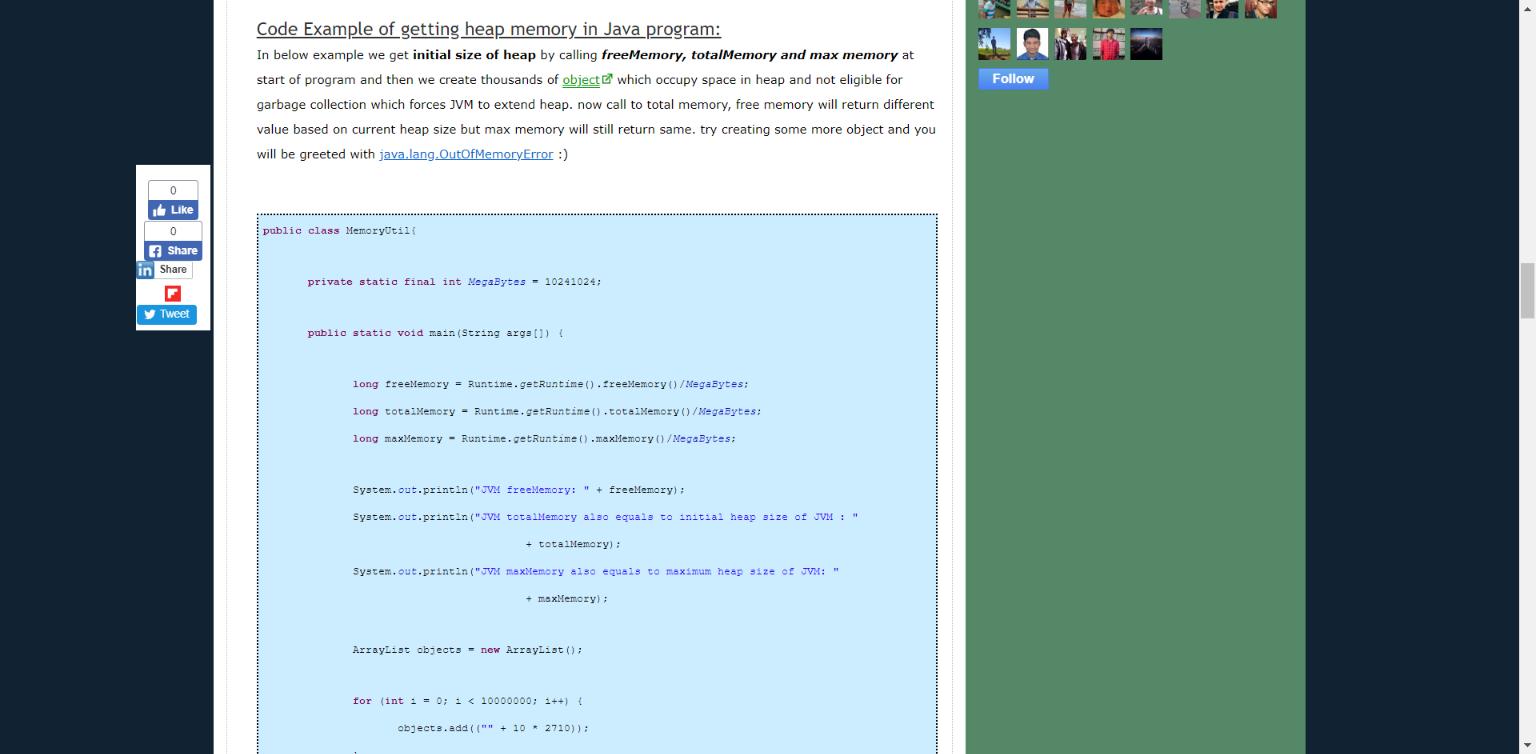 Code Example of getting heap memory in Java program:
In below example we get initial size of heap by calling freeMemory, totalMemory and max memory at
start of program and then we create thousands of object which occupy space in heap and not eligible for
garbage collection which forces JVM to extend heap. now call to total memory, free memory will return different
value based on current heap size but max memory will still return same. try creating some more object and you
will be greeted with java.lang.OutOfMemoryError :)
Follow
0
Like
0
Share
in Share
Tweet
public class MemoryUtil{
private static final int MegaBytes = 10241024;
public static void main(String args[]) {
long freeMemory = Runtime.getRuntime().freeMemory()/MegaBytes;
long totalMemory = Runtime.getRuntime().totalMemory()/MegaBytes;
long maxMemory = Runtime.getRuntime().maxMemory()/MegaBytes;
System.out.println("JVM freeMemory: " + freeMemory);
System.out.println("JVM totalMemory also equals to initial heap size of JVM : "
+ totalMemory);
System.out.println("JVM maxMemory also equals to maximum heap size of JVM: "
+ maxMemory);
ArrayList objects = new ArrayList();
for (int i = 0; i < 10000000; i++) {
objects.add(("" + 10 * 2710));